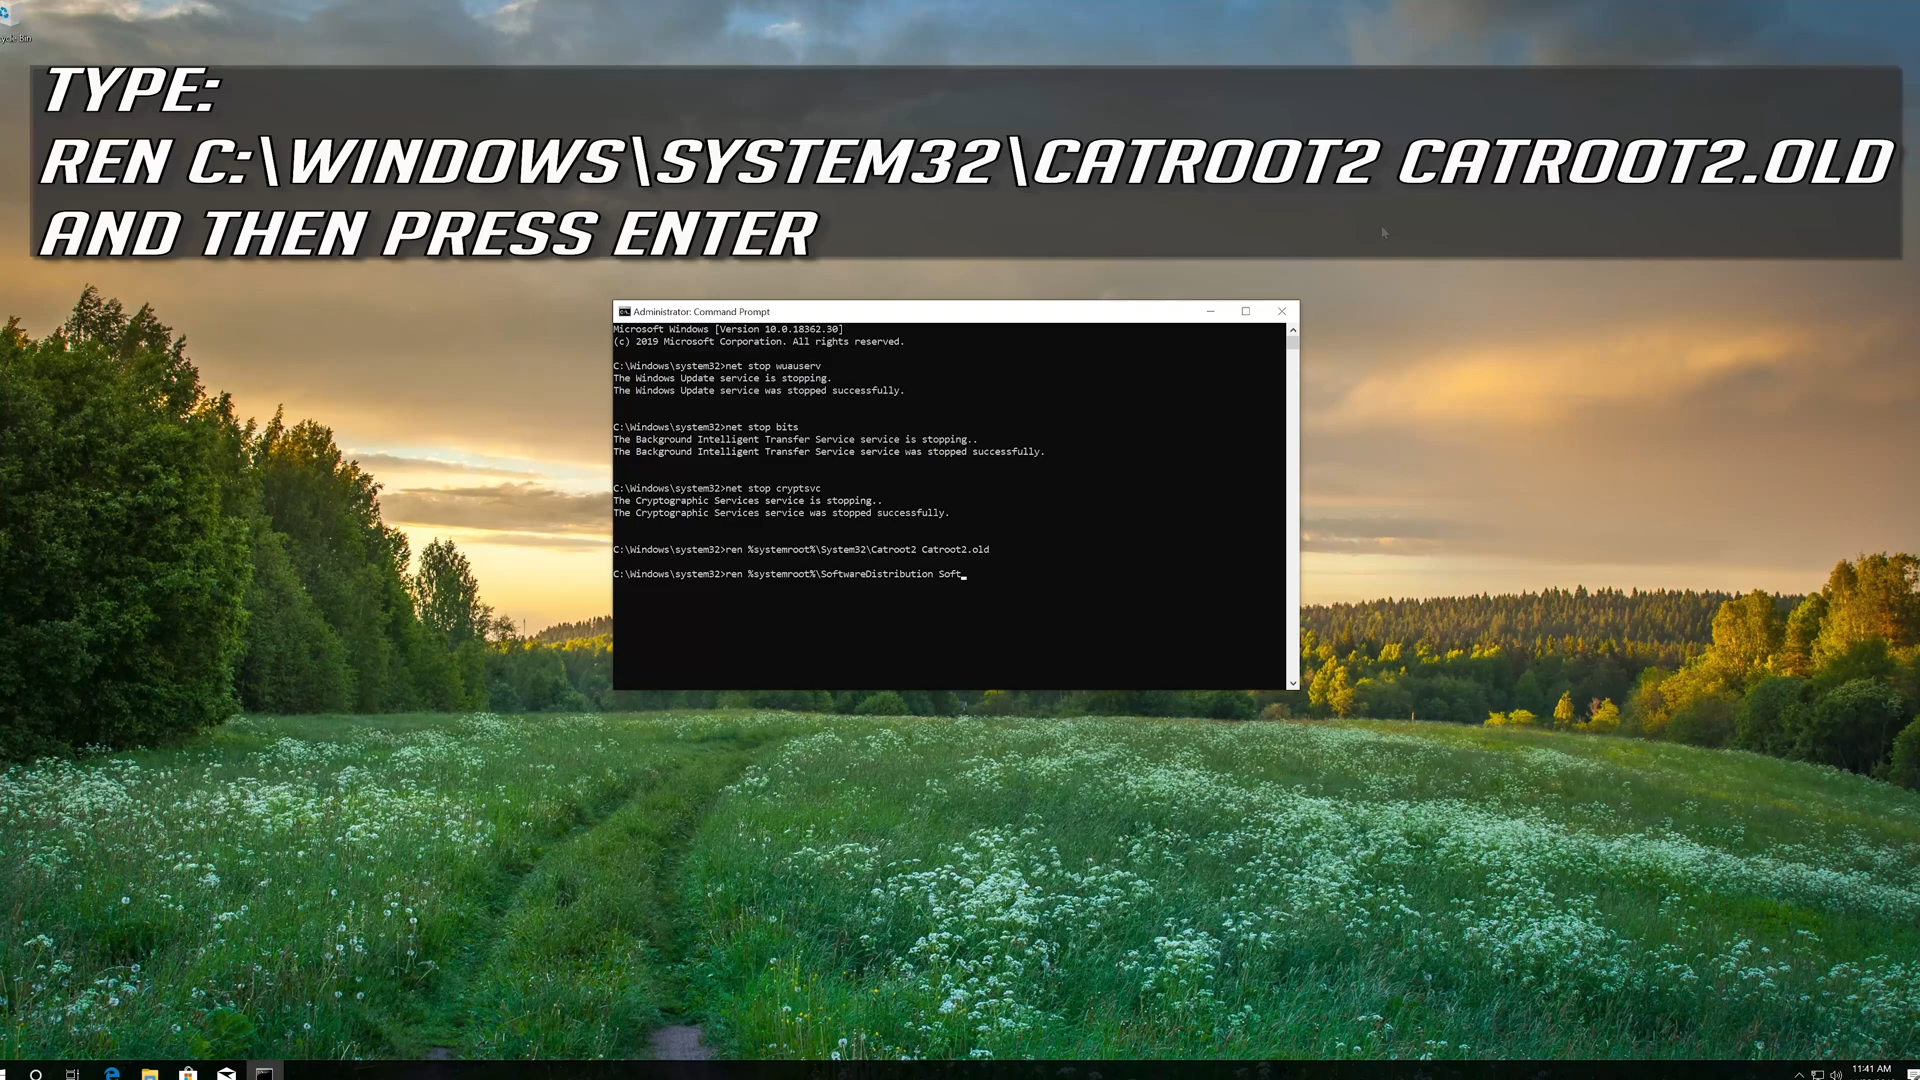 ycle Bin
TYPE:
REN C:\WINDOWS\SYSTEM32\CATROOT2 CATROOT2.OLD
AND THEN PRESS ENTER
Administrator: Command Prompt
Microsoft Windows [Version 10.0.18362.30]
(c) 2019 Microsoft Corporation. All rights reserved.
C:\Windows\system32>net stop wuauserv
The Windows Update service is stopping.
The Windows Update service was stopped successfully.
C:\Windows\system32>net stop bits
The Background Intelligent Transfer Service service is stopping..
The Background Intelligent Transfer Service service was stopped successfully.
C:\Windows\system32>net stop cryptsvc
The Cryptographic Services service is stopping..
The Cryptographic Services service was stopped successfully.
C:\Windows\system32>ren %systemroot%\System32\Catroot2 Catroot2.old
C:\Windows\system32>ren %systemroot%\SoftwareDistribution Soft_
11:41 AM